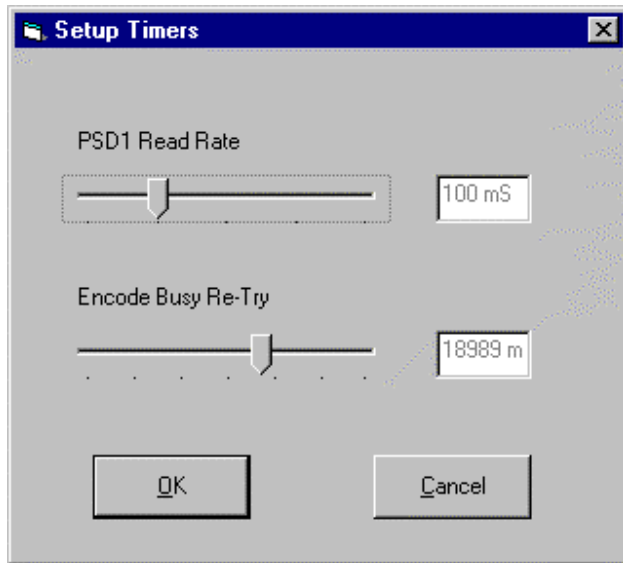 Setup Timers
PSD1 Read Rate
100 mS
Encode Busy Re-Try
18989 m
OK
Cancel